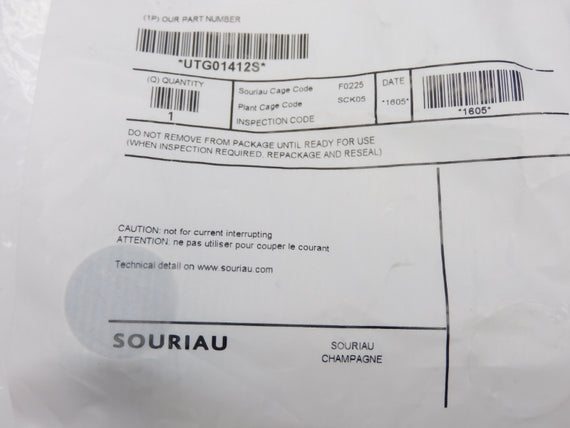 (1P) OUR PART NUMBER
*UTG01412S*
(Q) QUANTITY
1
Souriau Cage Code F0225
Plant Cage Code SCK05
INSPECTION CODE
DATE
*1605*
*1605*
DO NOT REMOVE FROM PACKAGE UNTIL READY FOR USE
(WHEN INSPECTION REQUIRED, REPACKAGE AND RESEAL)
CAUTION: not for current interrupting
ATTENTION: ne pas utiliser pour couper le courant
Technical detail on www.souriau.com
SOURIAU
SOURIAU
CHAMPAGNE